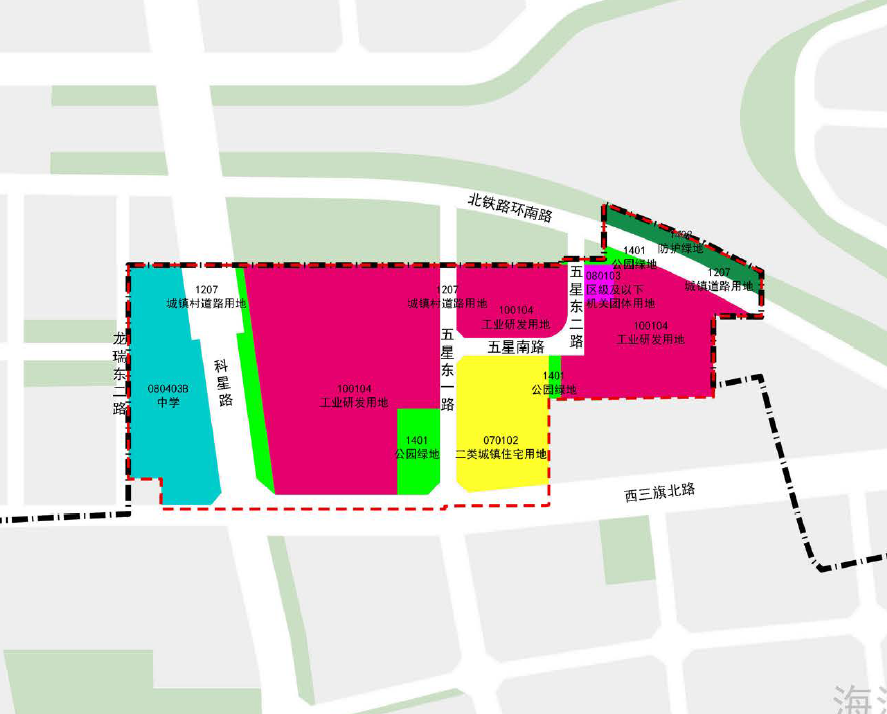 北铁路环南路
1402
防护绿地
1401
公园绿地
1207
城镇村道路用地
1207
城镇村道路用地
1207
城镇道路用地
080103
区级及以下
机关团体用地
100104
工业研发用地
100104
工业研发用地
五星东二路
五星南路
五星东一路
龙瑞东二路
科星路
080403B
中学
100104
工业研发用地
1401
公园绿地
1401
公园绿地
070102
二类城镇住宅用地
西三旗北路
海